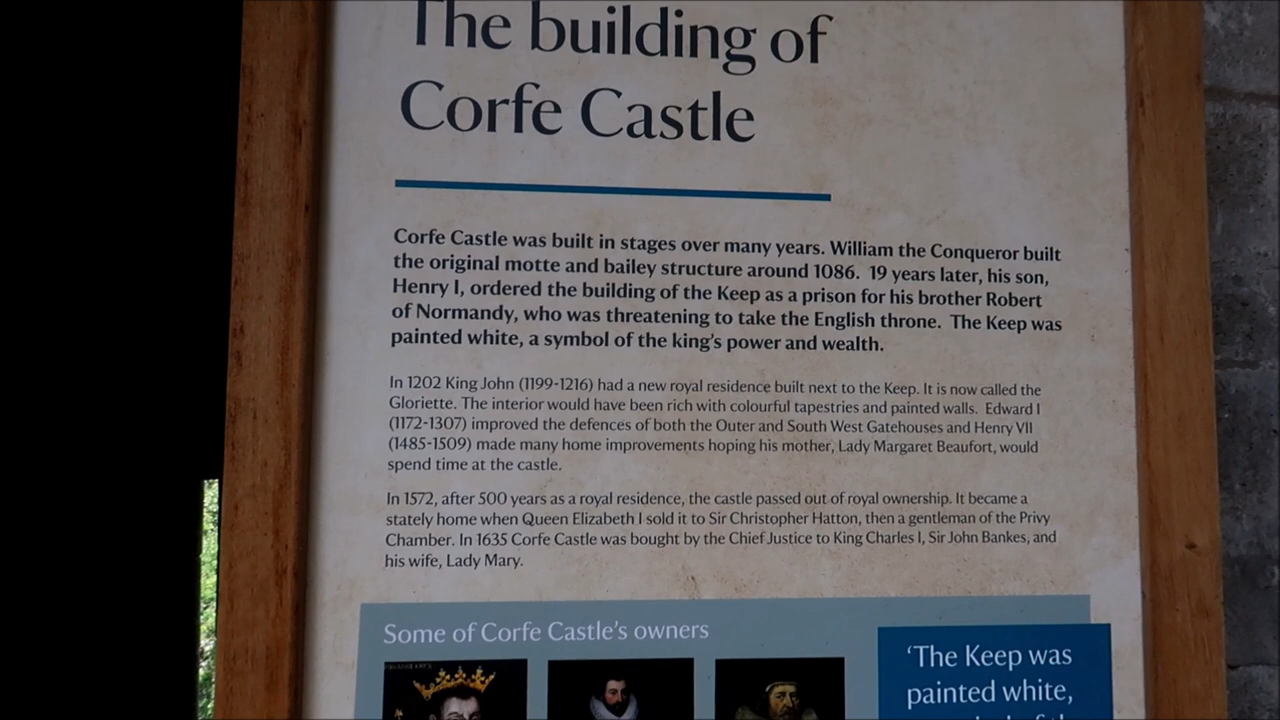 The building of
Corfe Castle
Corfe Castle was built in stages over many years. William the Conqueror built
the original motte and bailey structure around 1086. 19 years later, his son,
Henry I, ordered the building of the Keep as a prison for his brother Robert
of Normandy, who was threatening to take the English throne. The Keep was
painted white, a symbol of the king's power and wealth.
In 1202 King John (1199-1216) had a new royal residence built next to the Keep. It is now called the
Gloriette. The interior would have been rich with colourful tapestries and painted walls. Edward I
(1172-1307) improved the defences of both the Outer and South West Gatehouses and Henry VII
(1485-1509) made many home improvements hoping his mother, Lady Margaret Beaufort, would
spend time at the castle.
In 1572, after 500 years as a royal residence, the castle passed out of royal ownership. It became a
stately home when Queen Elizabeth I sold it to Sir Christopher Hatton, then a gentleman of the Privy
Chamber. In 1635 Corfe Castle was bought by the Chief Justice to King Charles I, Sir John Bankes, and
his wife, Lady Mary.
Some of Corfe Castle's owners
'The Keep was
painted white,